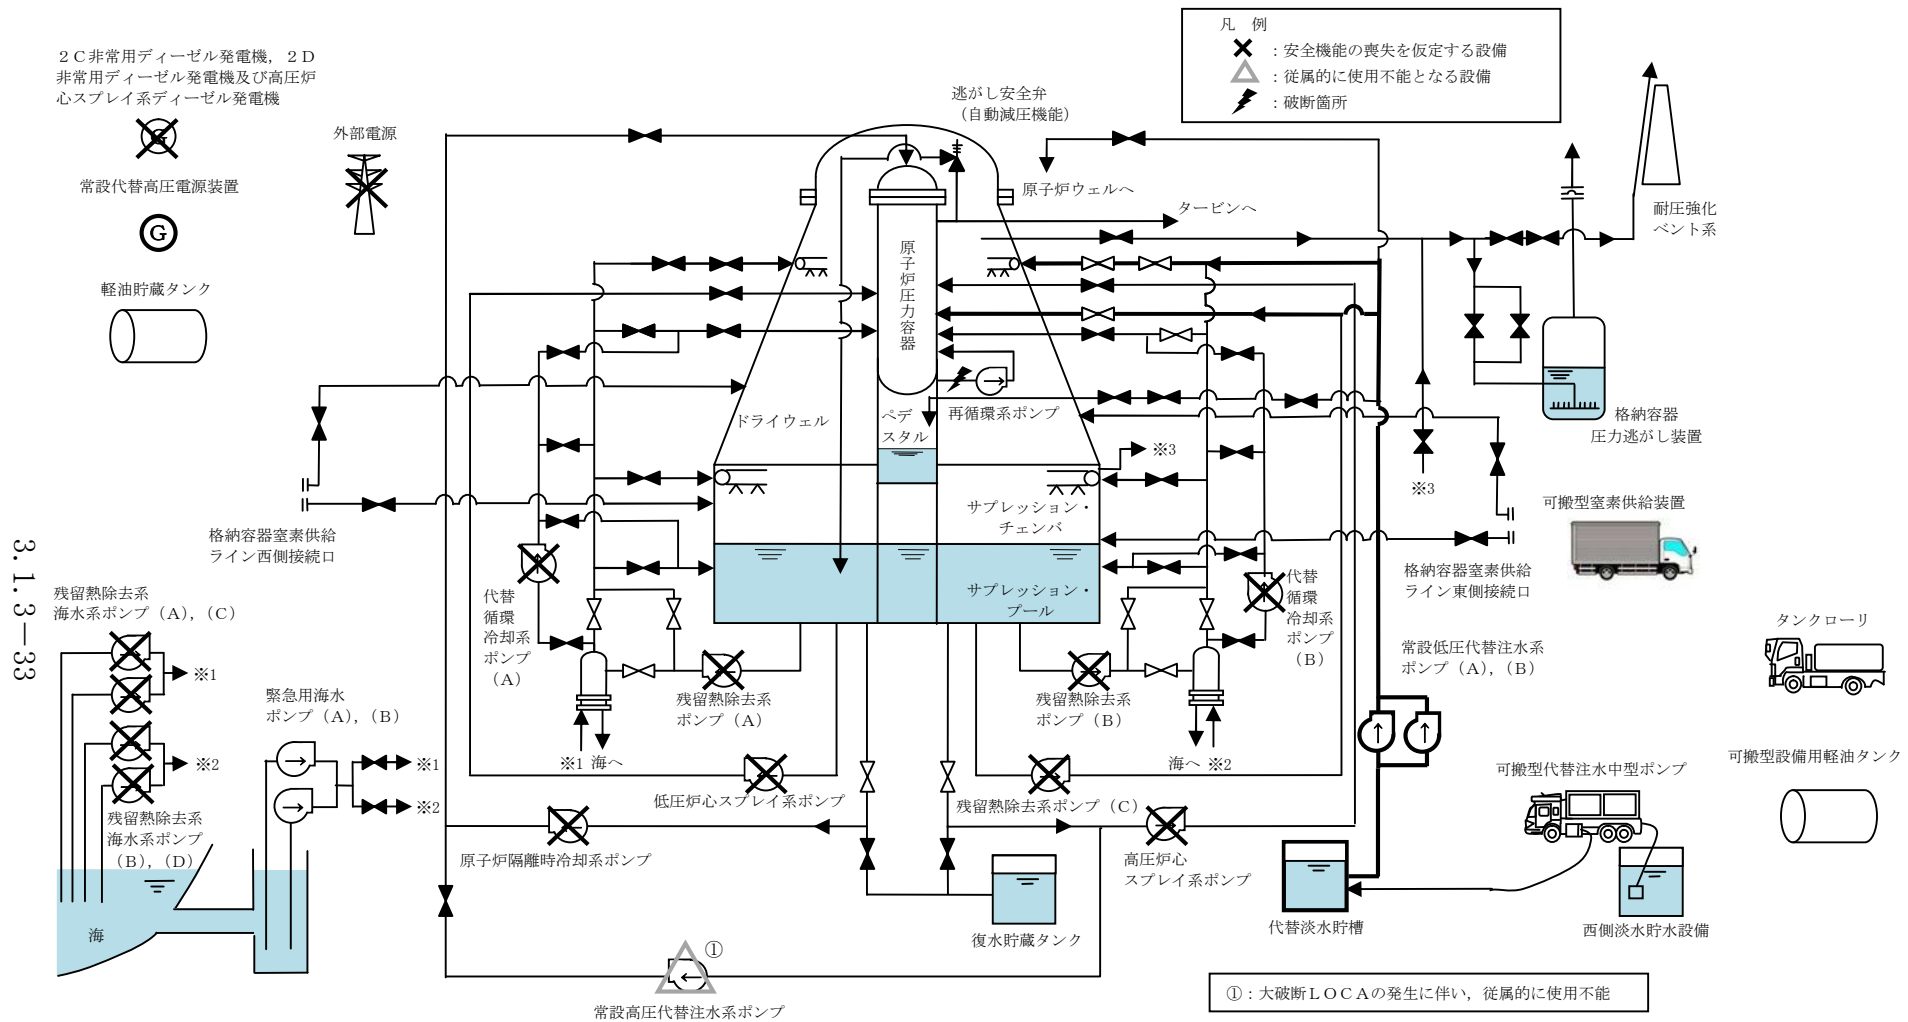 凡　例
：安全機能の喪失を仮定する設備
：従属的に使用不能となる設備
：破断箇所
２Ｃ非常用ディーゼル発電機，２Ｄ
非常用ディーゼル発電機及び高圧炉
心スプレイ系ディーゼル発電機
G
外部電源
常設代替高圧電源装置
G
軽油貯蔵タンク
逃がし安全弁
（自動減圧機能）
原子炉ウェルへ
タービンへ
耐圧強化
ベント系
原子炉圧力容器
ドライウェル
ペデ
スタル
再循環系ポンプ
格納容器
圧力逃がし装置
※3
※3
サプレッション・
チェンバ
サプレッション・
プール
可搬型窒素供給装置
格納容器窒素供給
ライン西側接続口
格納容器窒素供給
ライン東側接続口
代替
循環
冷却系
ポンプ
（A）
代替
循環
冷却系
ポンプ
（B）
残留熱除去系
海水系ポンプ（A），（C）
※1
※2
残留熱除去系
海水系ポンプ
（B），（D）
緊急用海水
ポンプ（A），（B）
※1
※2
海
残留熱除去系
ポンプ（A）
残留熱除去系
ポンプ（B）
※1 海へ
海へ ※2
低圧炉心スプレイ系ポンプ
残留熱除去系ポンプ（C）
原子炉隔離時冷却系ポンプ
高圧炉心
スプレイ系ポンプ
復水貯蔵タンク
①
常設高圧代替注水系ポンプ
常設低圧代替注水系
ポンプ（A），（B）
タンクローリ
可搬型代替注水中型ポンプ
可搬型設備用軽油タンク
代替淡水貯槽
西側淡水貯水設備
①：大破断ＬＯＣＡの発生に伴い，従属的に使用不能
3.1.3－33